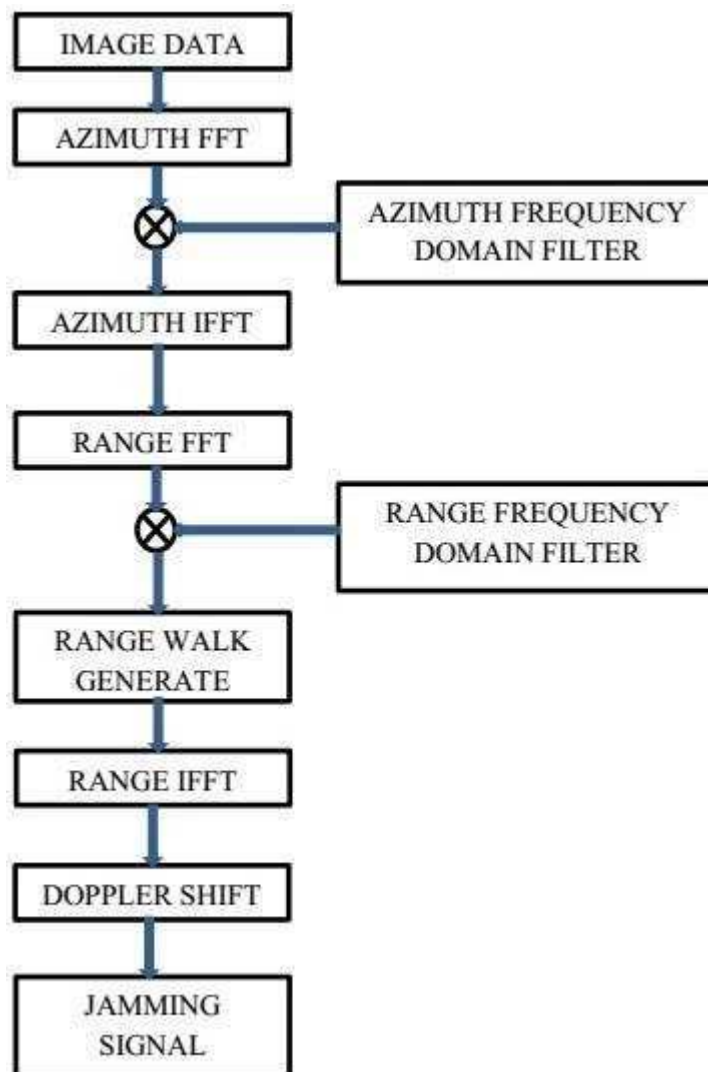 IMAGE DATA
AZIMUTH FFT
AZIMUTH FREQUENCY
DOMAIN FILTER
AZIMUTH IFFT
RANGE FFT
RANGE FREQUENCY
DOMAIN FILTER
RANGE WALK
GENERATE
RANGE IFFT
DOPPLER SHIFT
JAMMING
SIGNAL